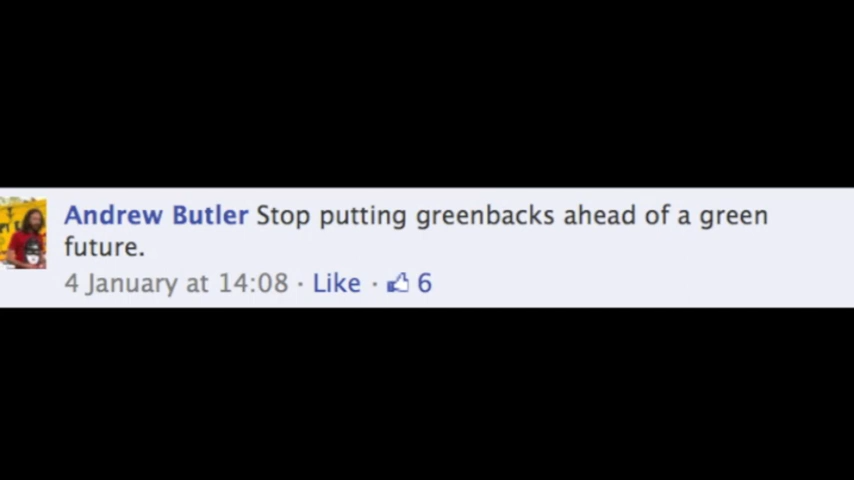 Andrew Butler Stop putting greenbacks ahead of a green
future.
4 January at 14:08 · Like · 6